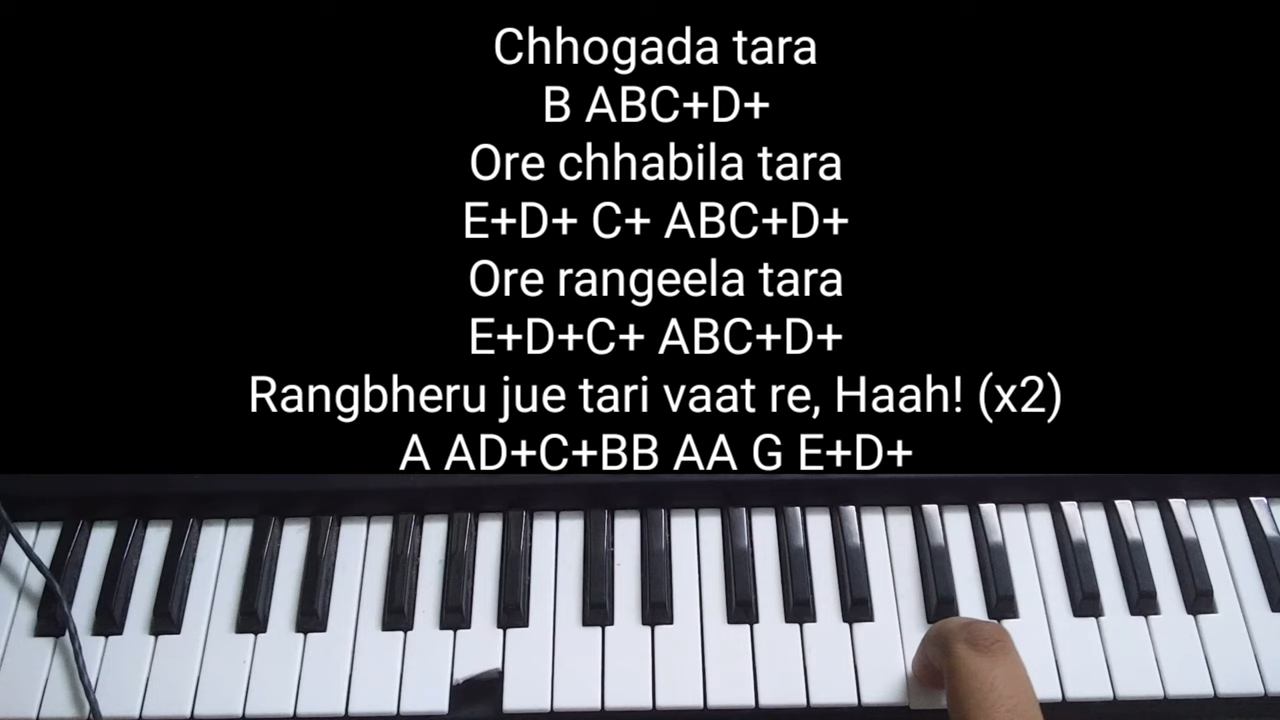 Chhogada tara
B ABC+D+
Ore chhabila tara
E+D+ C+ ABC+D+
Ore rangeela tara
E+D+C+ ABC+D+
Rangbheru jue tari vaat re, Haah! (x2)
A AD+C+BB AA G E+D+